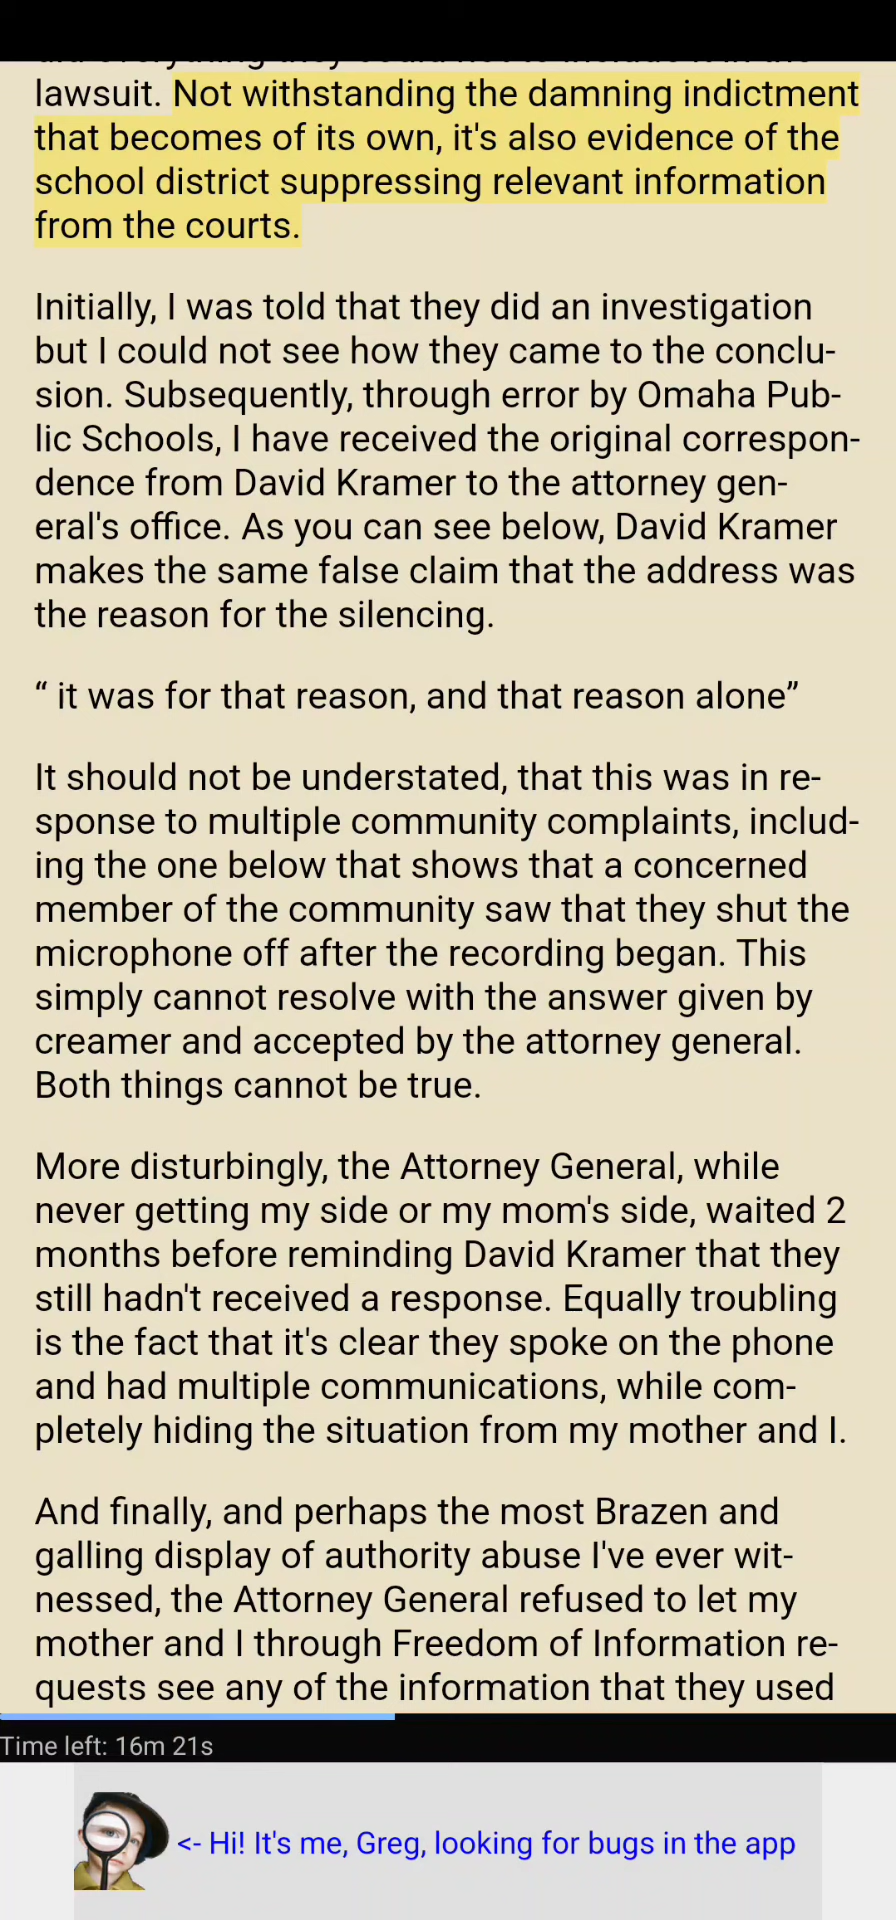 lawsuit. Not withstanding the damning indictment
that becomes of its own, it's also evidence of the
school district suppressing relevant information
from the courts.
Initially, I was told that they did an investigation
but I could not see how they came to the conclu-
sion. Subsequently, through error by Omaha Pub-
lic Schools, I have received the original correspon-
dence from David Kramer to the attorney gen-
eral's office. As you can see below, David Kramer
makes the same false claim that the address was
the reason for the silencing.
“ it was for that reason, and that reason alone”
It should not be understated, that this was in re-
sponse to multiple community complaints, includ-
ing the one below that shows that a concerned
member of the community saw that they shut the
microphone off after the recording began. This
simply cannot resolve with the answer given by
creamer and accepted by the attorney general.
Both things cannot be true.
More disturbingly, the Attorney General, while
never getting my side or my mom's side, waited 2
months before reminding David Kramer that they
still hadn't received a response. Equally troubling
is the fact that it's clear they spoke on the phone
and had multiple communications, while com-
pletely hiding the situation from my mother and I.
And finally, and perhaps the most Brazen and
galling display of authority abuse I've ever wit-
nessed, the Attorney General refused to let my
mother and I through Freedom of Information re-
quests see any of the information that they used
Time left: 16m 21s
<- Hi! It's me, Greg, looking for bugs in the app